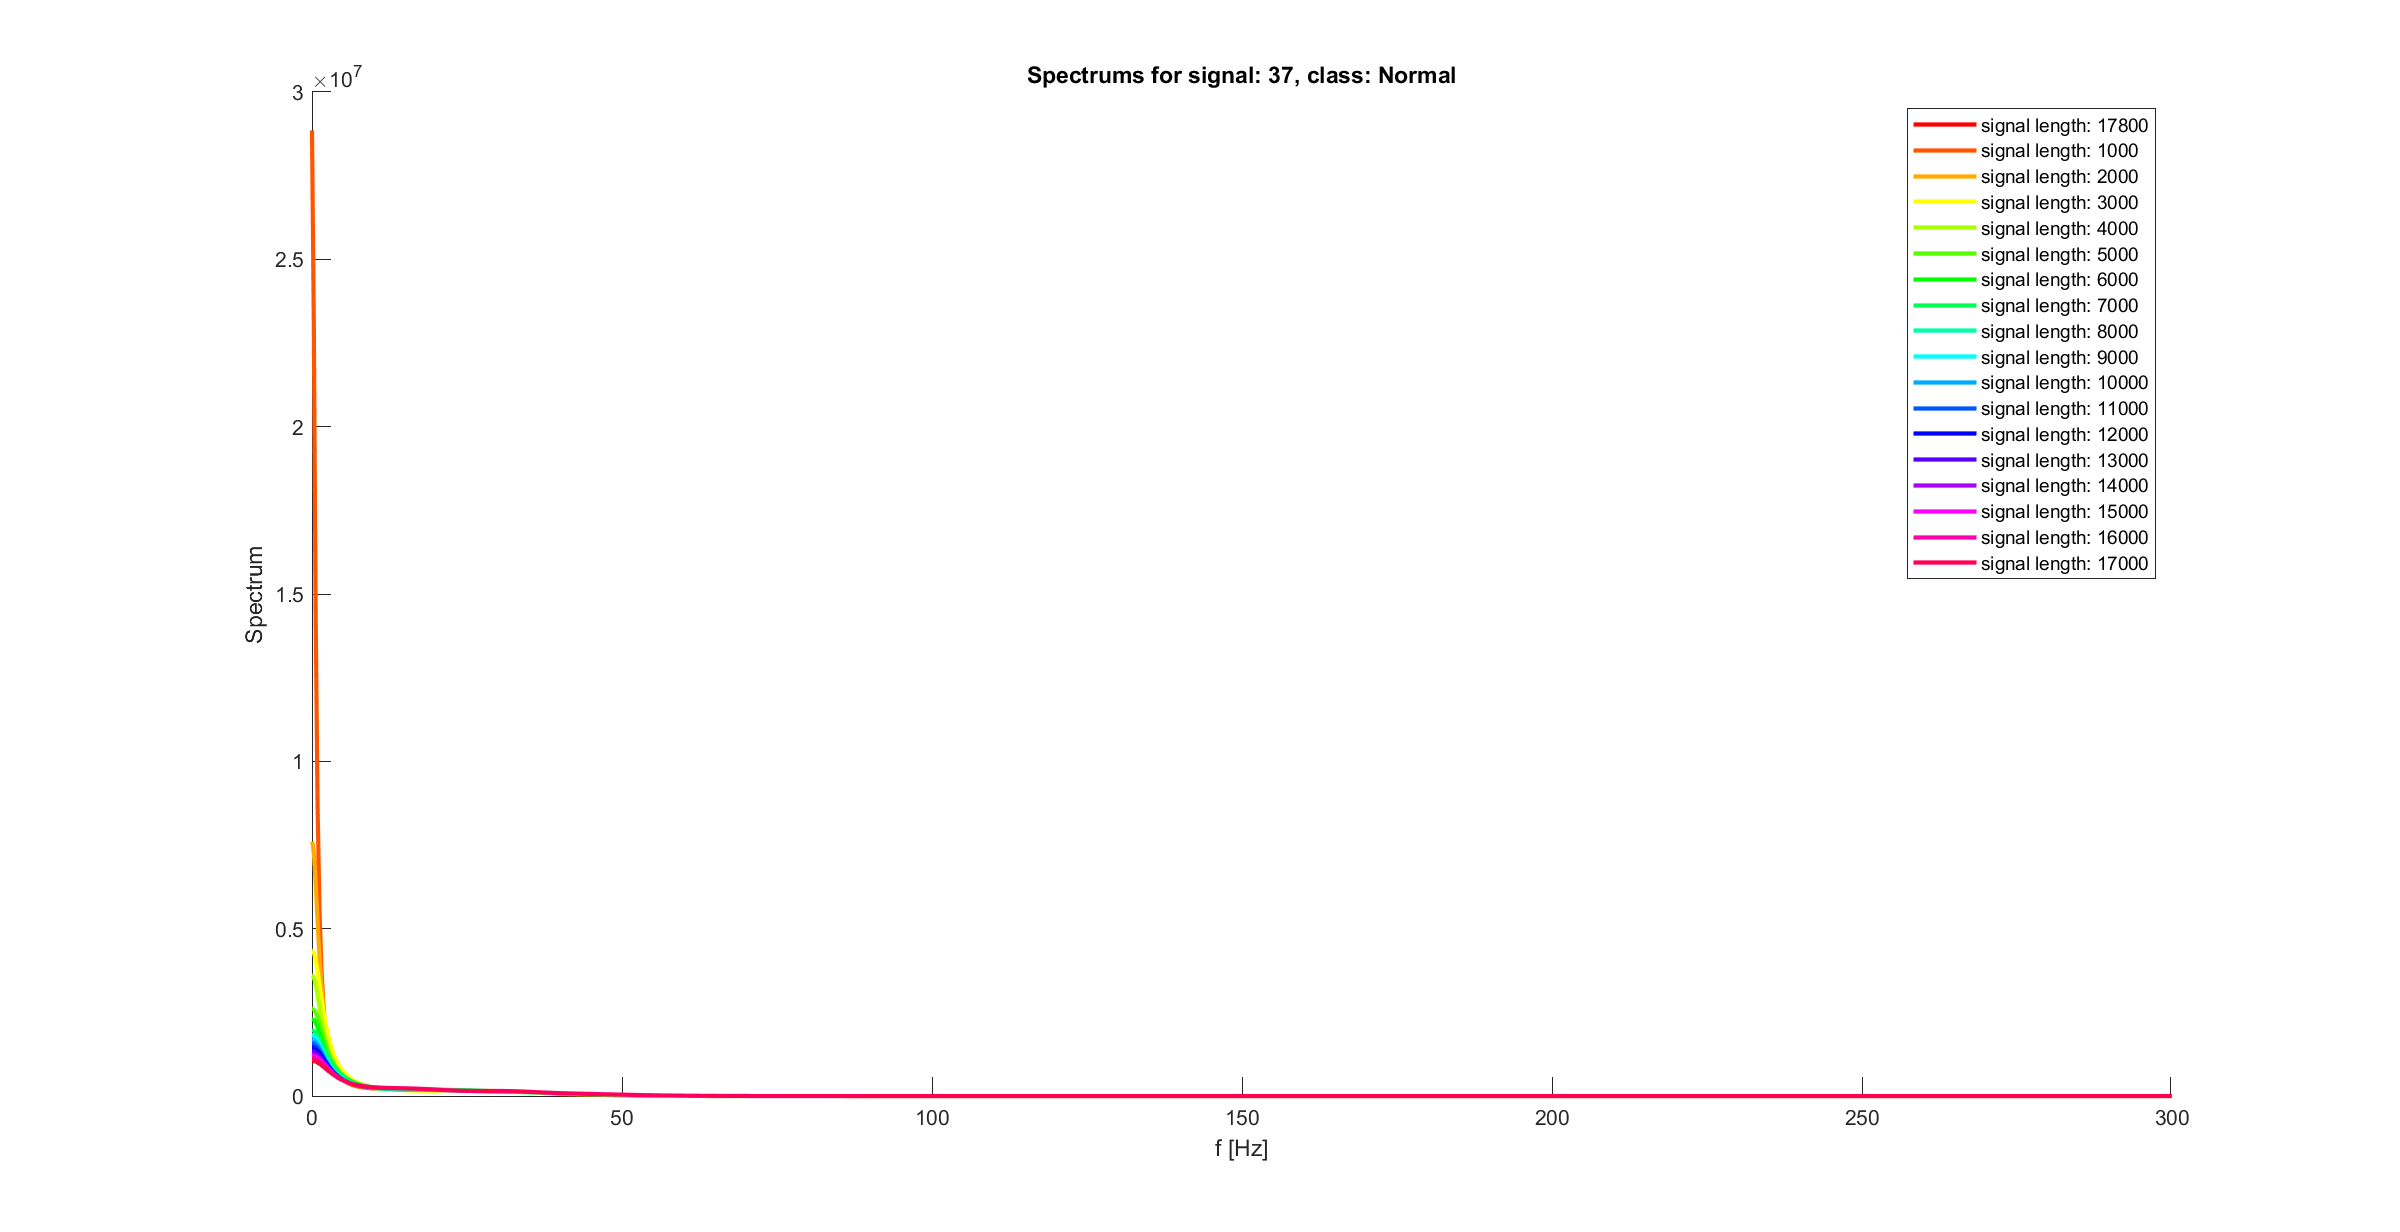 Spectrums for signal: 37, class: Normal
×10^7
3
2.5
2
1.5
1
0.5
0
Spectrum
0 50 100 150 200 250 300
f [Hz]
signal length: 17800
signal length: 1000
signal length: 2000
signal length: 3000
signal length: 4000
signal length: 5000
signal length: 6000
signal length: 7000
signal length: 8000
signal length: 9000
signal length: 10000
signal length: 11000
signal length: 12000
signal length: 13000
signal length: 14000
signal length: 15000
signal length: 16000
signal length: 17000